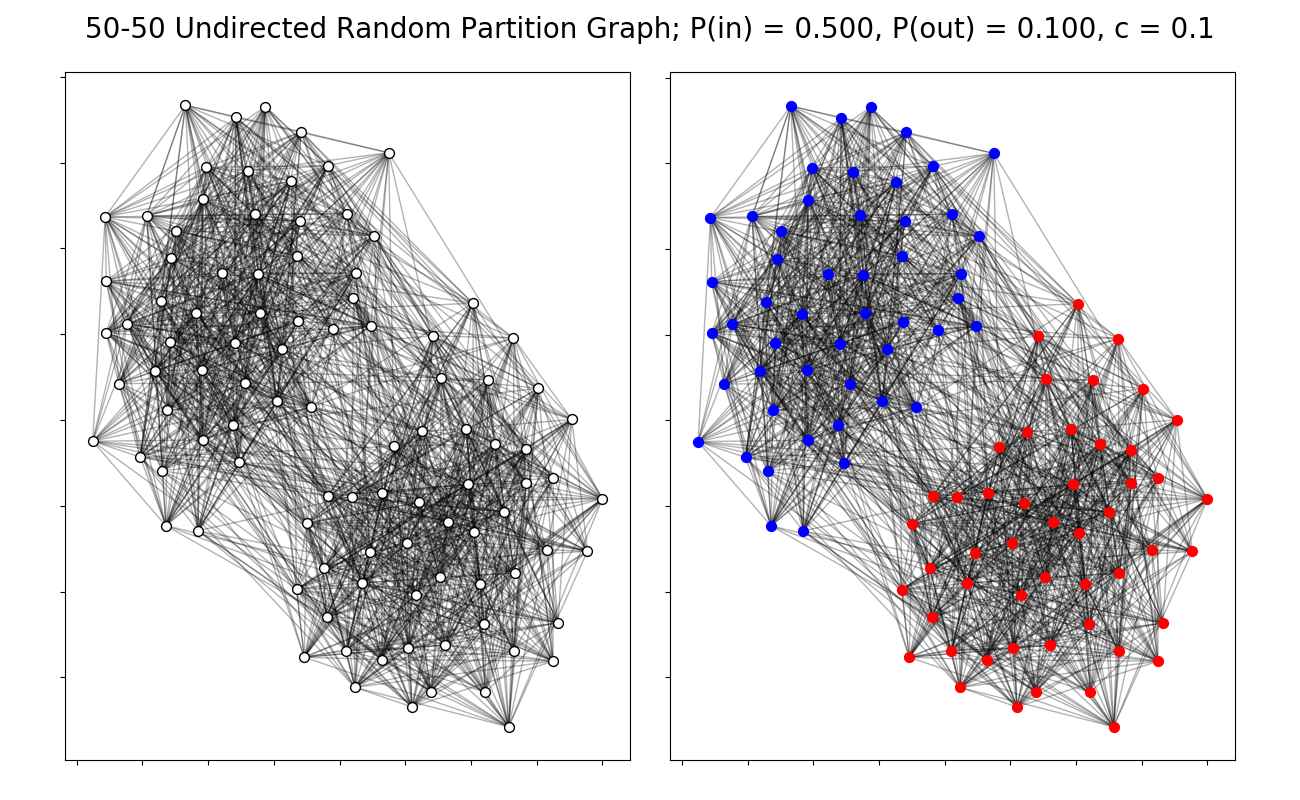 50-50 Undirected Random Partition Graph; P(in) = 0.500, P(out) = 0.100, c = 0.1